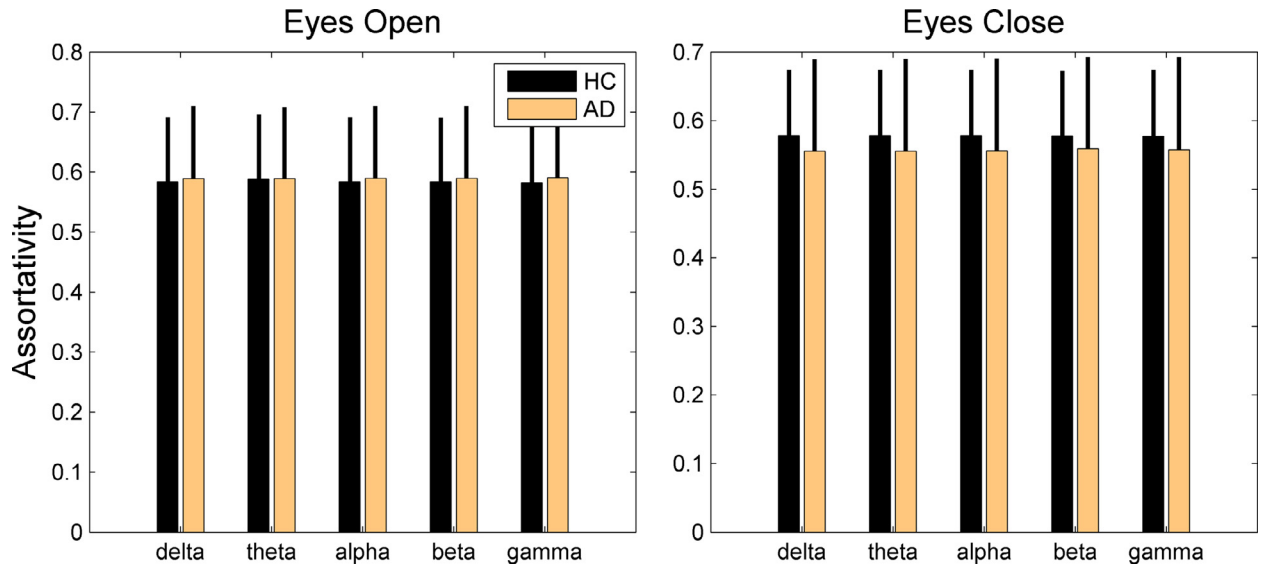 Eyes Open
Assortativity
0.8
0.7
0.6
0.5
0.4
0.3
0.2
0.1
0
HC
AD
delta theta alpha beta gamma
Eyes Close
0.7
0.6
0.5
0.4
0.3
0.2
0.1
0
delta theta alpha beta gamma